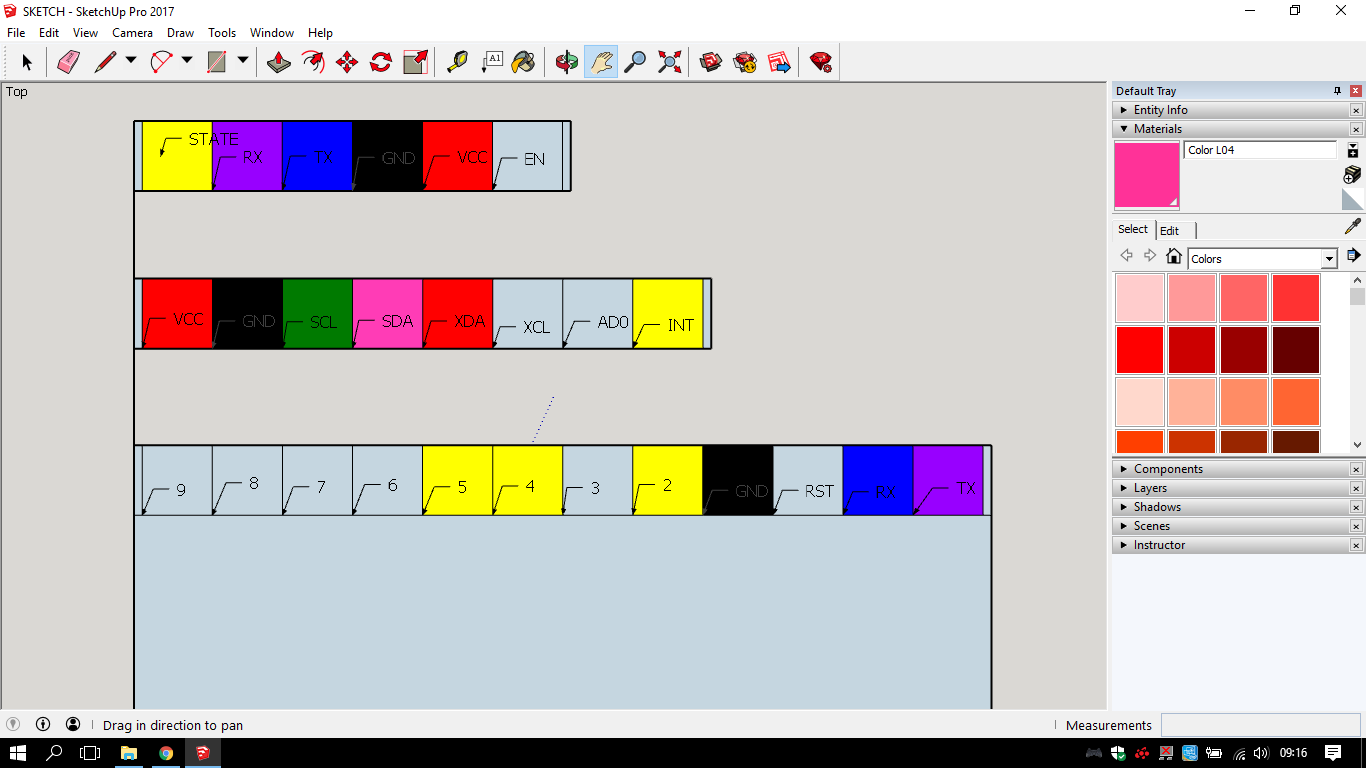 SKETCH - SketchUp Pro 2017
File Edit View Camera Draw Tools Window Help
A1
Top
STATE RX TX GND VCC EN
VCC GND SCL SDA XDA XCL AD0 INT
9 8 7 6 5 4 3 2 GND RST RX TX
Default Tray
Entity Info
Materials
Color L04
Select Edit
Colors
Components
Layers
Shadows
Scenes
Instructor
Drag in direction to pan
Measurements
09:16